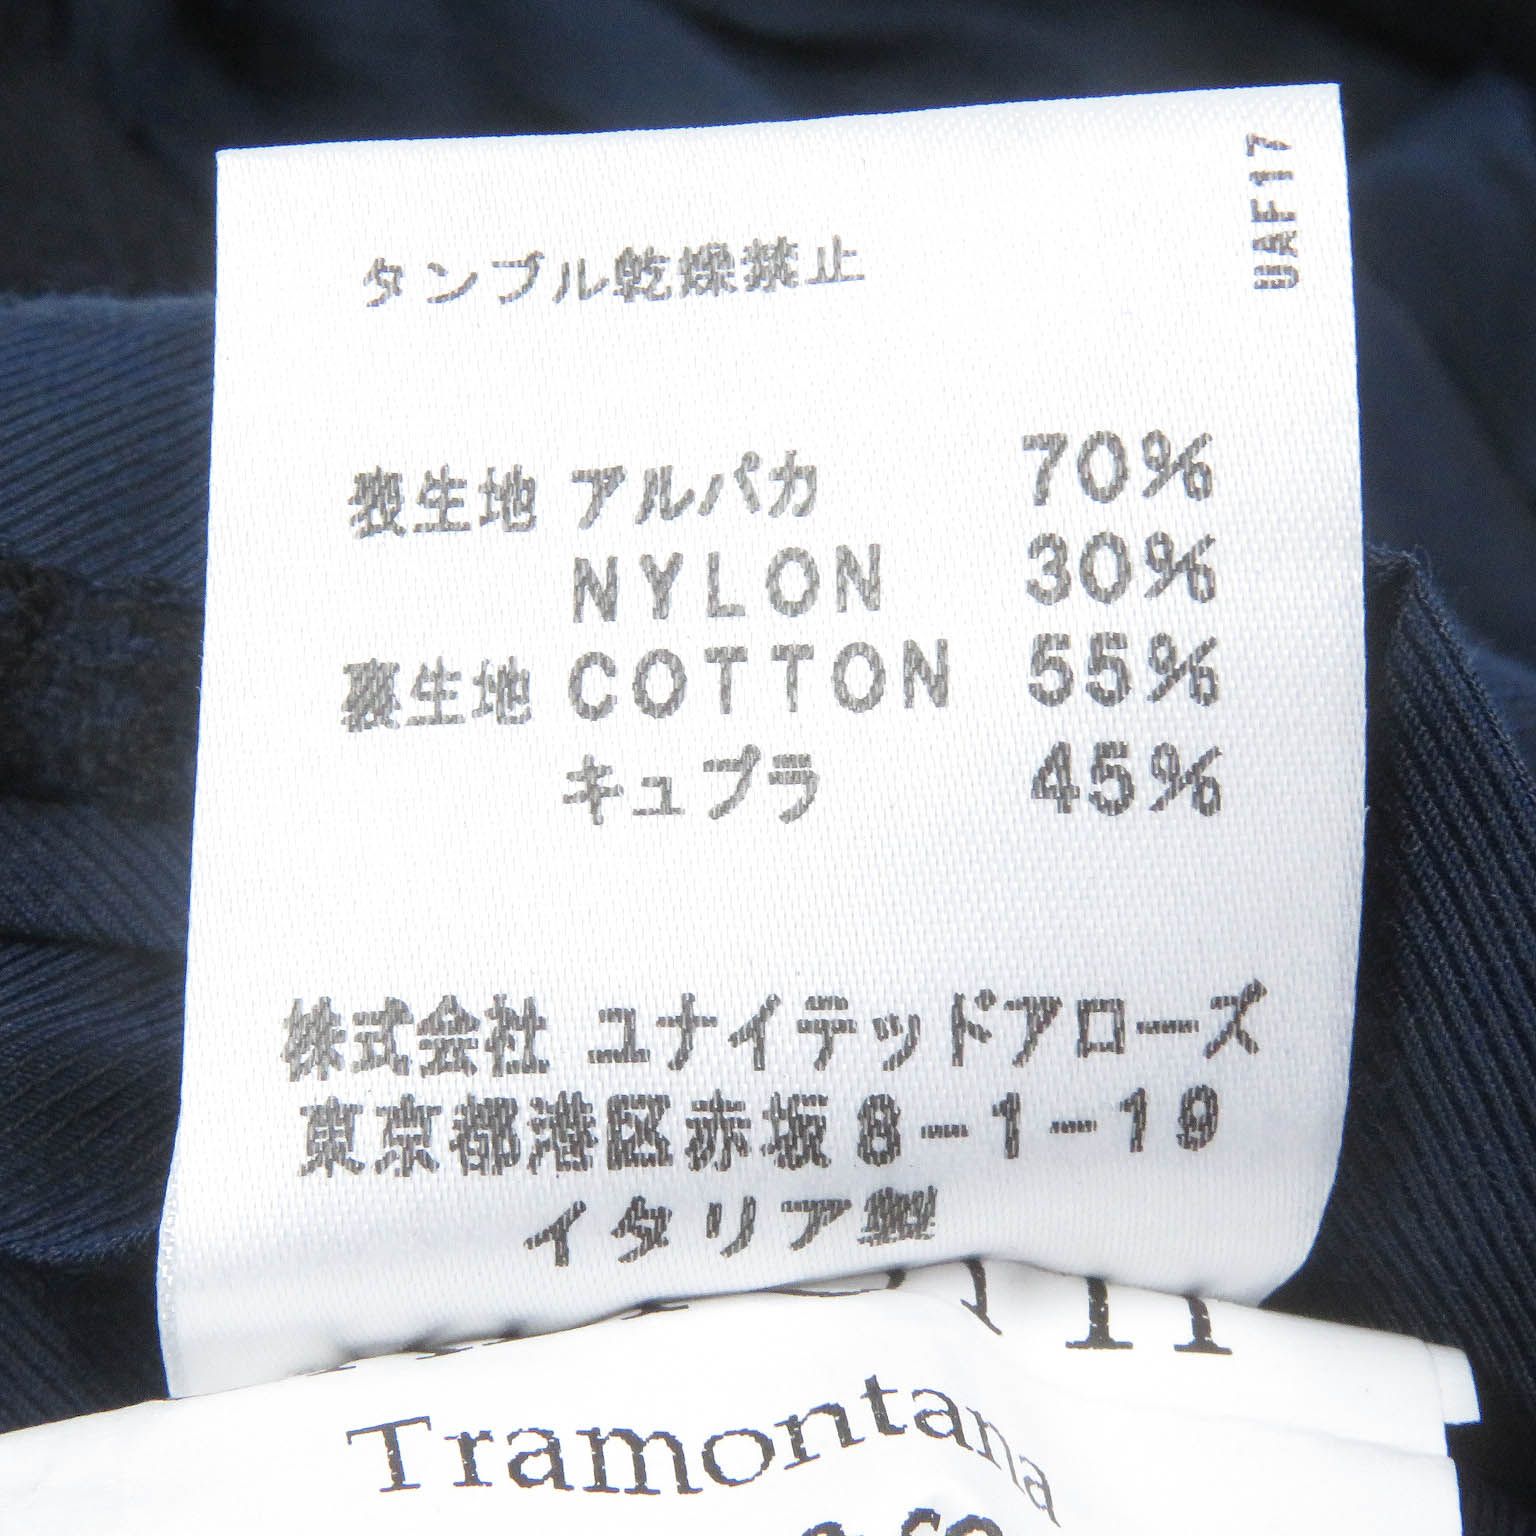 UAF17
タンブル乾燥禁止
表生地 アルパカ 70%
NYLON 30%
裏生地 COTTON 55%
キュプラ 45%
株式会社 ユナイテッドアローズ
東京都港区赤坂8-1-19
イタリア製
Tramontana